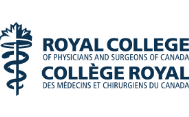 ROYAL COLLEGE
OF PHYSICIANS AND SURGEONS OF CANADA
COLLÈGE ROYAL
DES MÉDECINS ET CHIRURGIENS DU CANADA